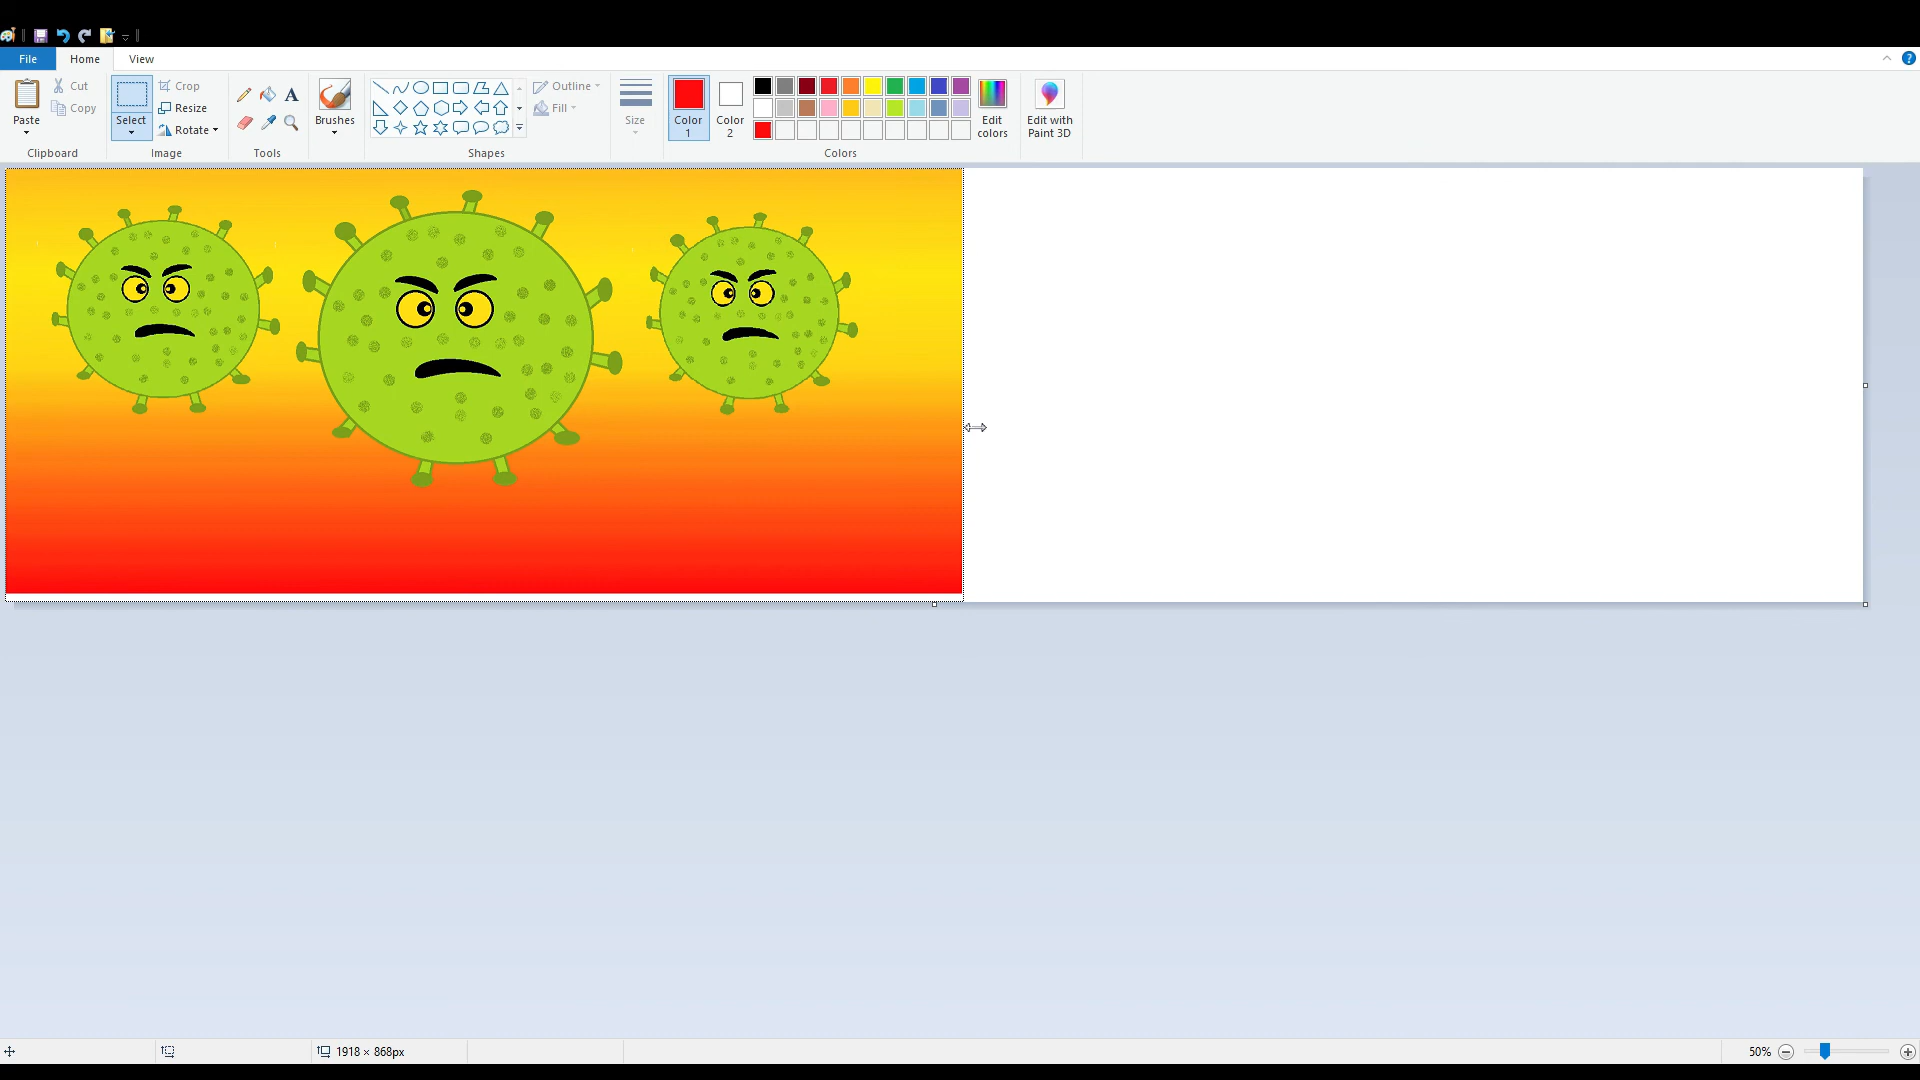 File Home View
Paste
Cut
Copy
Clipboard
Select
Crop
Resize
Rotate
Image
A
Tools
Brushes
Outline
Fill
Shapes
Size
Color 1
Color 2
Edit colors
Colors
Edit with Paint 3D
?
1918 × 868px
50%